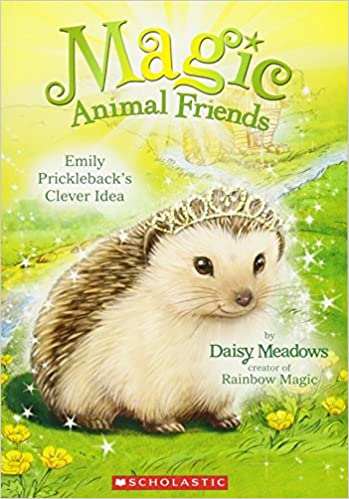 Magic
Animal Friends
Emily
Prickleback's
Clever Idea
by
Daisy Meadows
creator of
Rainbow Magic
SCHOLASTIC